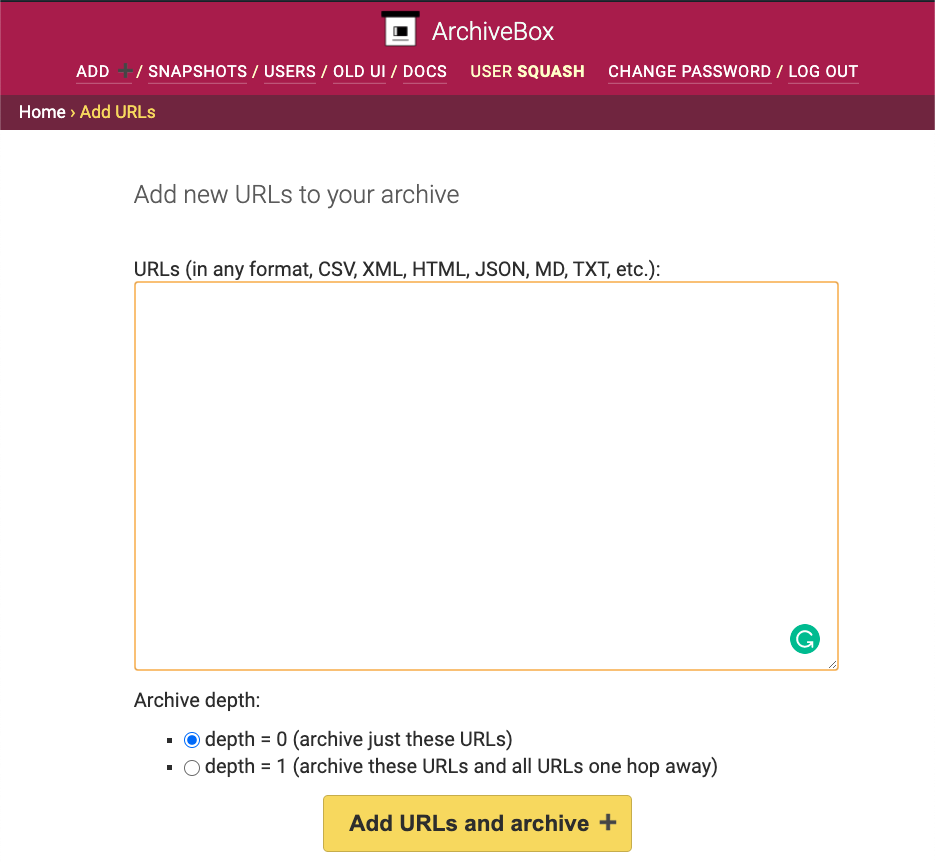 ArchiveBox
ADD + / SNAPSHOTS / USERS / OLD UI / DOCS USER SQUASH CHANGE PASSWORD / LOG OUT
Home › Add URLs
Add new URLs to your archive
URLs (in any format, CSV, XML, HTML, JSON, MD, TXT, etc.):
Archive depth:
depth = 0 (archive just these URLs)
depth = 1 (archive these URLs and all URLs one hop away)
Add URLs and archive +